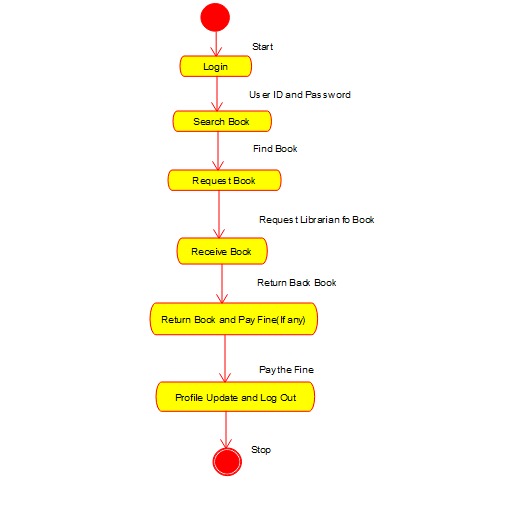 Start
Login
User ID and Password
Search Book
Find Book
Request Book
Request Librarian fo Book
Receive Book
Return Back Book
Return Book and Pay Fine(If any)
Pay the Fine
Profile Update and Log Out
Stop